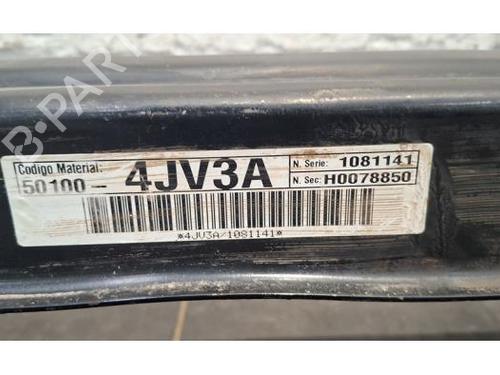 B-PARTS
Codigo Material:
50100-4JV3A
N. Serie: 1081141
N. Sec: H0078850
*4JV3A/1081141*